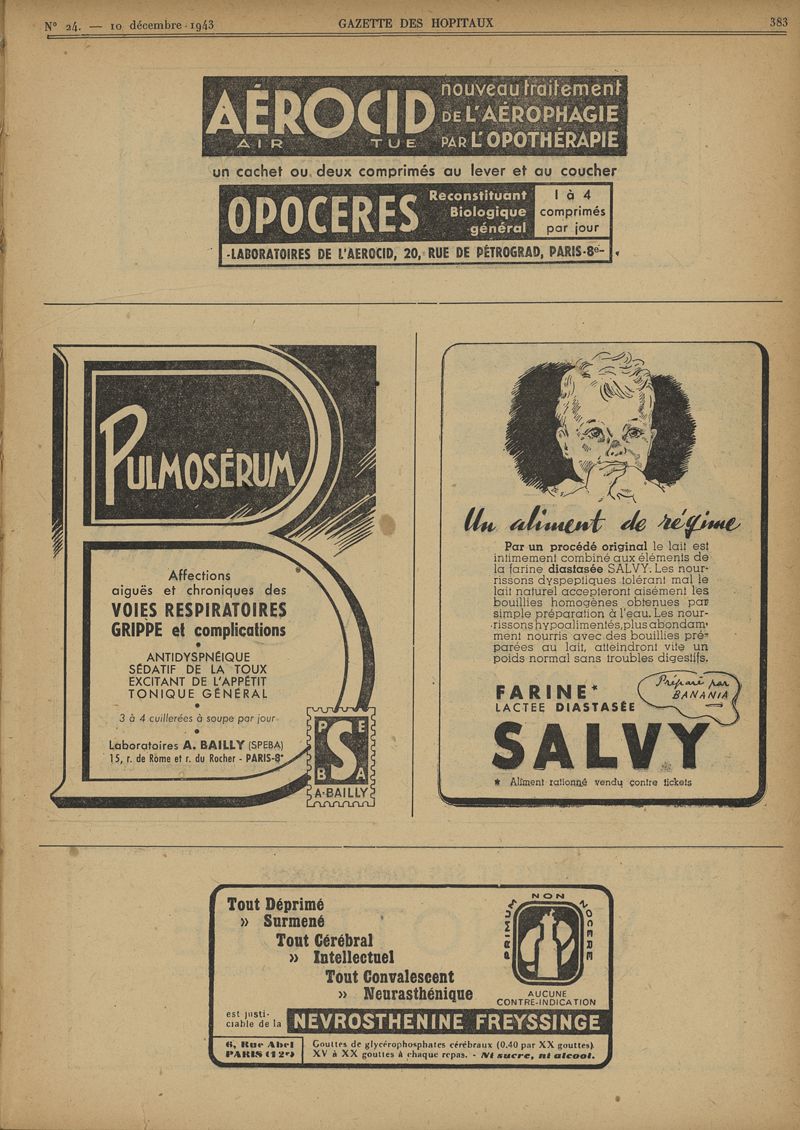 N° 24. — 10 décembre 1943
GAZETTE DES HOPITAUX
383
AÉROCID
AIR TUE
nouveau traitement
DE L'AÉROPHAGIE
PAR L'OPOTHÉRAPIE
un cachet ou deux comprimés au lever et au coucher
OPOCERES
Reconstituant
Biologique
général
1 à 4
comprimés
par jour
-LABORATOIRES DE L'AEROCID, 20, RUE DE PÉTROGRAD, PARIS-8e-
B
PULMOSÉRUM
Affections
aiguës et chroniques des
VOIES RESPIRATOIRES
GRIPPE et complications
•
ANTIDYSPNÉIQUE
SÉDATIF DE LA TOUX
EXCITANT DE L'APPÉTIT
TONIQUE GÉNÉRAL
•
3 à 4 cuillerées à soupe par jour
•
Laboratoires A. BAILLY (SPEBA)
15, r. de Rome et r. du Rocher - PARIS-8e
P E
S
B A
A·BAILLY
Un aliment de régime
Par un procédé original le lait est
intimement combiné aux éléments de
la farine diastasée SALVY. Les nour-
rissons dyspeptiques tolérant mal le
lait naturel accepteront aisément les
bouillies homogènes obtenues par
simple préparation à l'eau. Les nour-
rissons hypoalimentés, plus abondam-
ment nourris avec des bouillies pré-
parées au lait, atteindront vite un
poids normal sans troubles digestifs.
FARINE*
LACTÉE DIASTASÉE
Préparé par
BANANIA
SALVY
* Aliment rationné vendu contre tickets
Tout Déprimé
» Surmené
Tout Cérébral
» Intellectuel
Tout Convalescent
» Neurasthénique
PRIMUM NON NOCERE
AUCUNE
CONTRE-INDICATION
est justi-
ciable de la
NEVROSTHENINE FREYSSINGE
6, Rue Abel
PARIS (12e)
Gouttes de glycérophosphates cérébraux (0,40 par XX gouttes).
XV à XX gouttes à chaque repas. - Ni sucre, ni alcool.